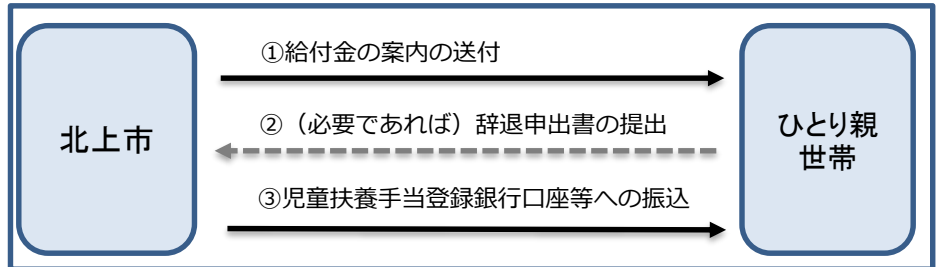 ①給付金の案内の送付
北上市
②（必要であれば）辞退申出書の提出
ひとり親
世帯
③児童扶養手当登録銀行口座等への振込